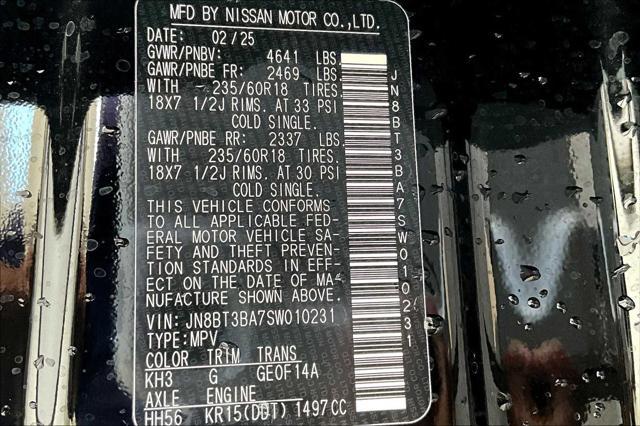 MFD BY NISSAN MOTOR CO.,LTD.
DATE: 02/25
GVWR/PNBV: 4641 LBS.
GAWR/PNBE FR: 2469 LBS.
WITH 235/60R18 TIRES.
18X7 1/2J RIMS. AT 33 PSI
COLD SINGLE.
GAWR/PNBE RR: 2337 LBS.
WITH 235/60R18 TIRES.
18X7 1/2J RIMS. AT 30 PSI
COLD SINGLE.
THIS VEHICLE CONFORMS
TO ALL APPLICABLE FED-
ERAL MOTOR VEHICLE SA-
FETY AND THEFT PREVEN-
TION STANDARDS IN EFF-
ECT ON THE DATE OF MA-
NUFACTURE SHOWN ABOVE.
VIN: JN8BT3BA7SW010231
TYPE: MPV
COLOR TRIM TRANS
KH3 G GE0F14A
AXLE ENGINE
HH56 KR15(DDT) 1497CC
JN8BT3BA7SW010231